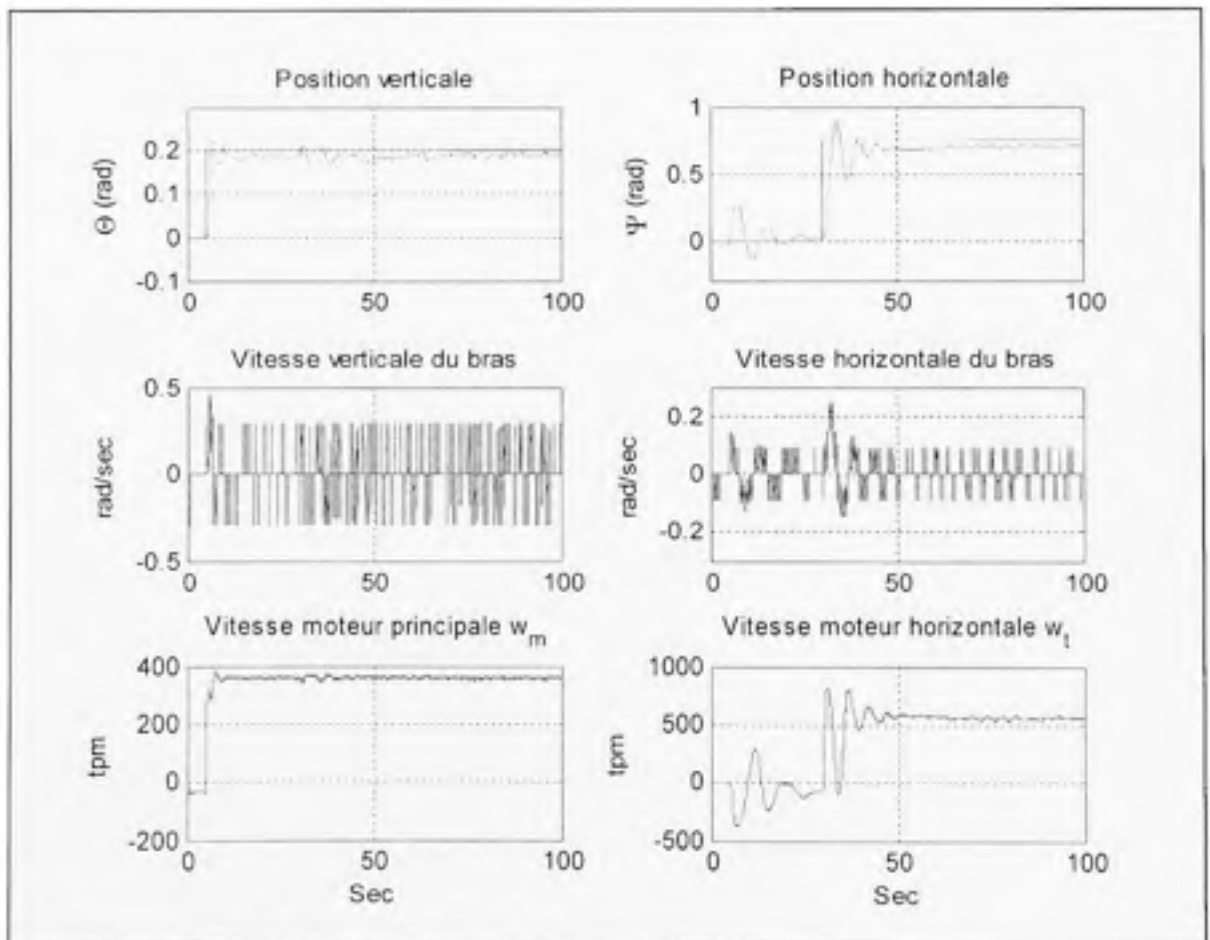 Position verticale
Θ (rad)
0.2
0.1
0
-0.1
0
50
100
Position horizontale
Ψ (rad)
1
0.5
0
0
50
100
Vitesse verticale du bras
rad/sec
0.5
0
-0.5
0
50
100
Vitesse horizontale du bras
rad/sec
0.2
0
-0.2
0
50
100
Vitesse moteur principale w_m
tpm
400
200
0
-200
0
50
100
Sec
Vitesse moteur horizontale w_t
tpm
1000
500
0
-500
0
50
100
Sec